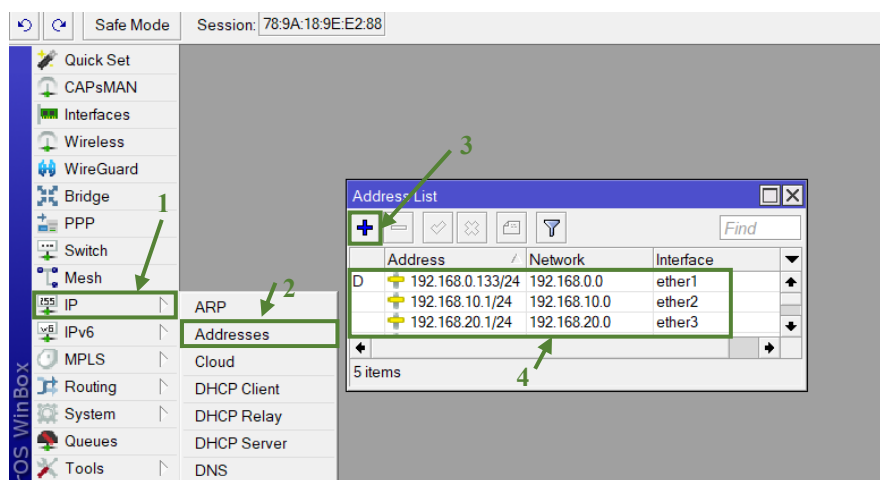 Safe Mode Session: 78:9A:18:9E:E2:88
Quick Set
CAPsMAN
Interfaces
Wireless
WireGuard
Bridge
PPP
Switch
Mesh
IP
IPv6
MPLS
Routing
System
Queues
Tools
OS WinBox
1
2
ARP
Addresses
Cloud
DHCP Client
DHCP Relay
DHCP Server
DNS
3
Address List
Find
Address Network Interface
D 192.168.0.133/24 192.168.0.0 ether1
192.168.10.1/24 192.168.10.0 ether2
192.168.20.1/24 192.168.20.0 ether3
5 items
4